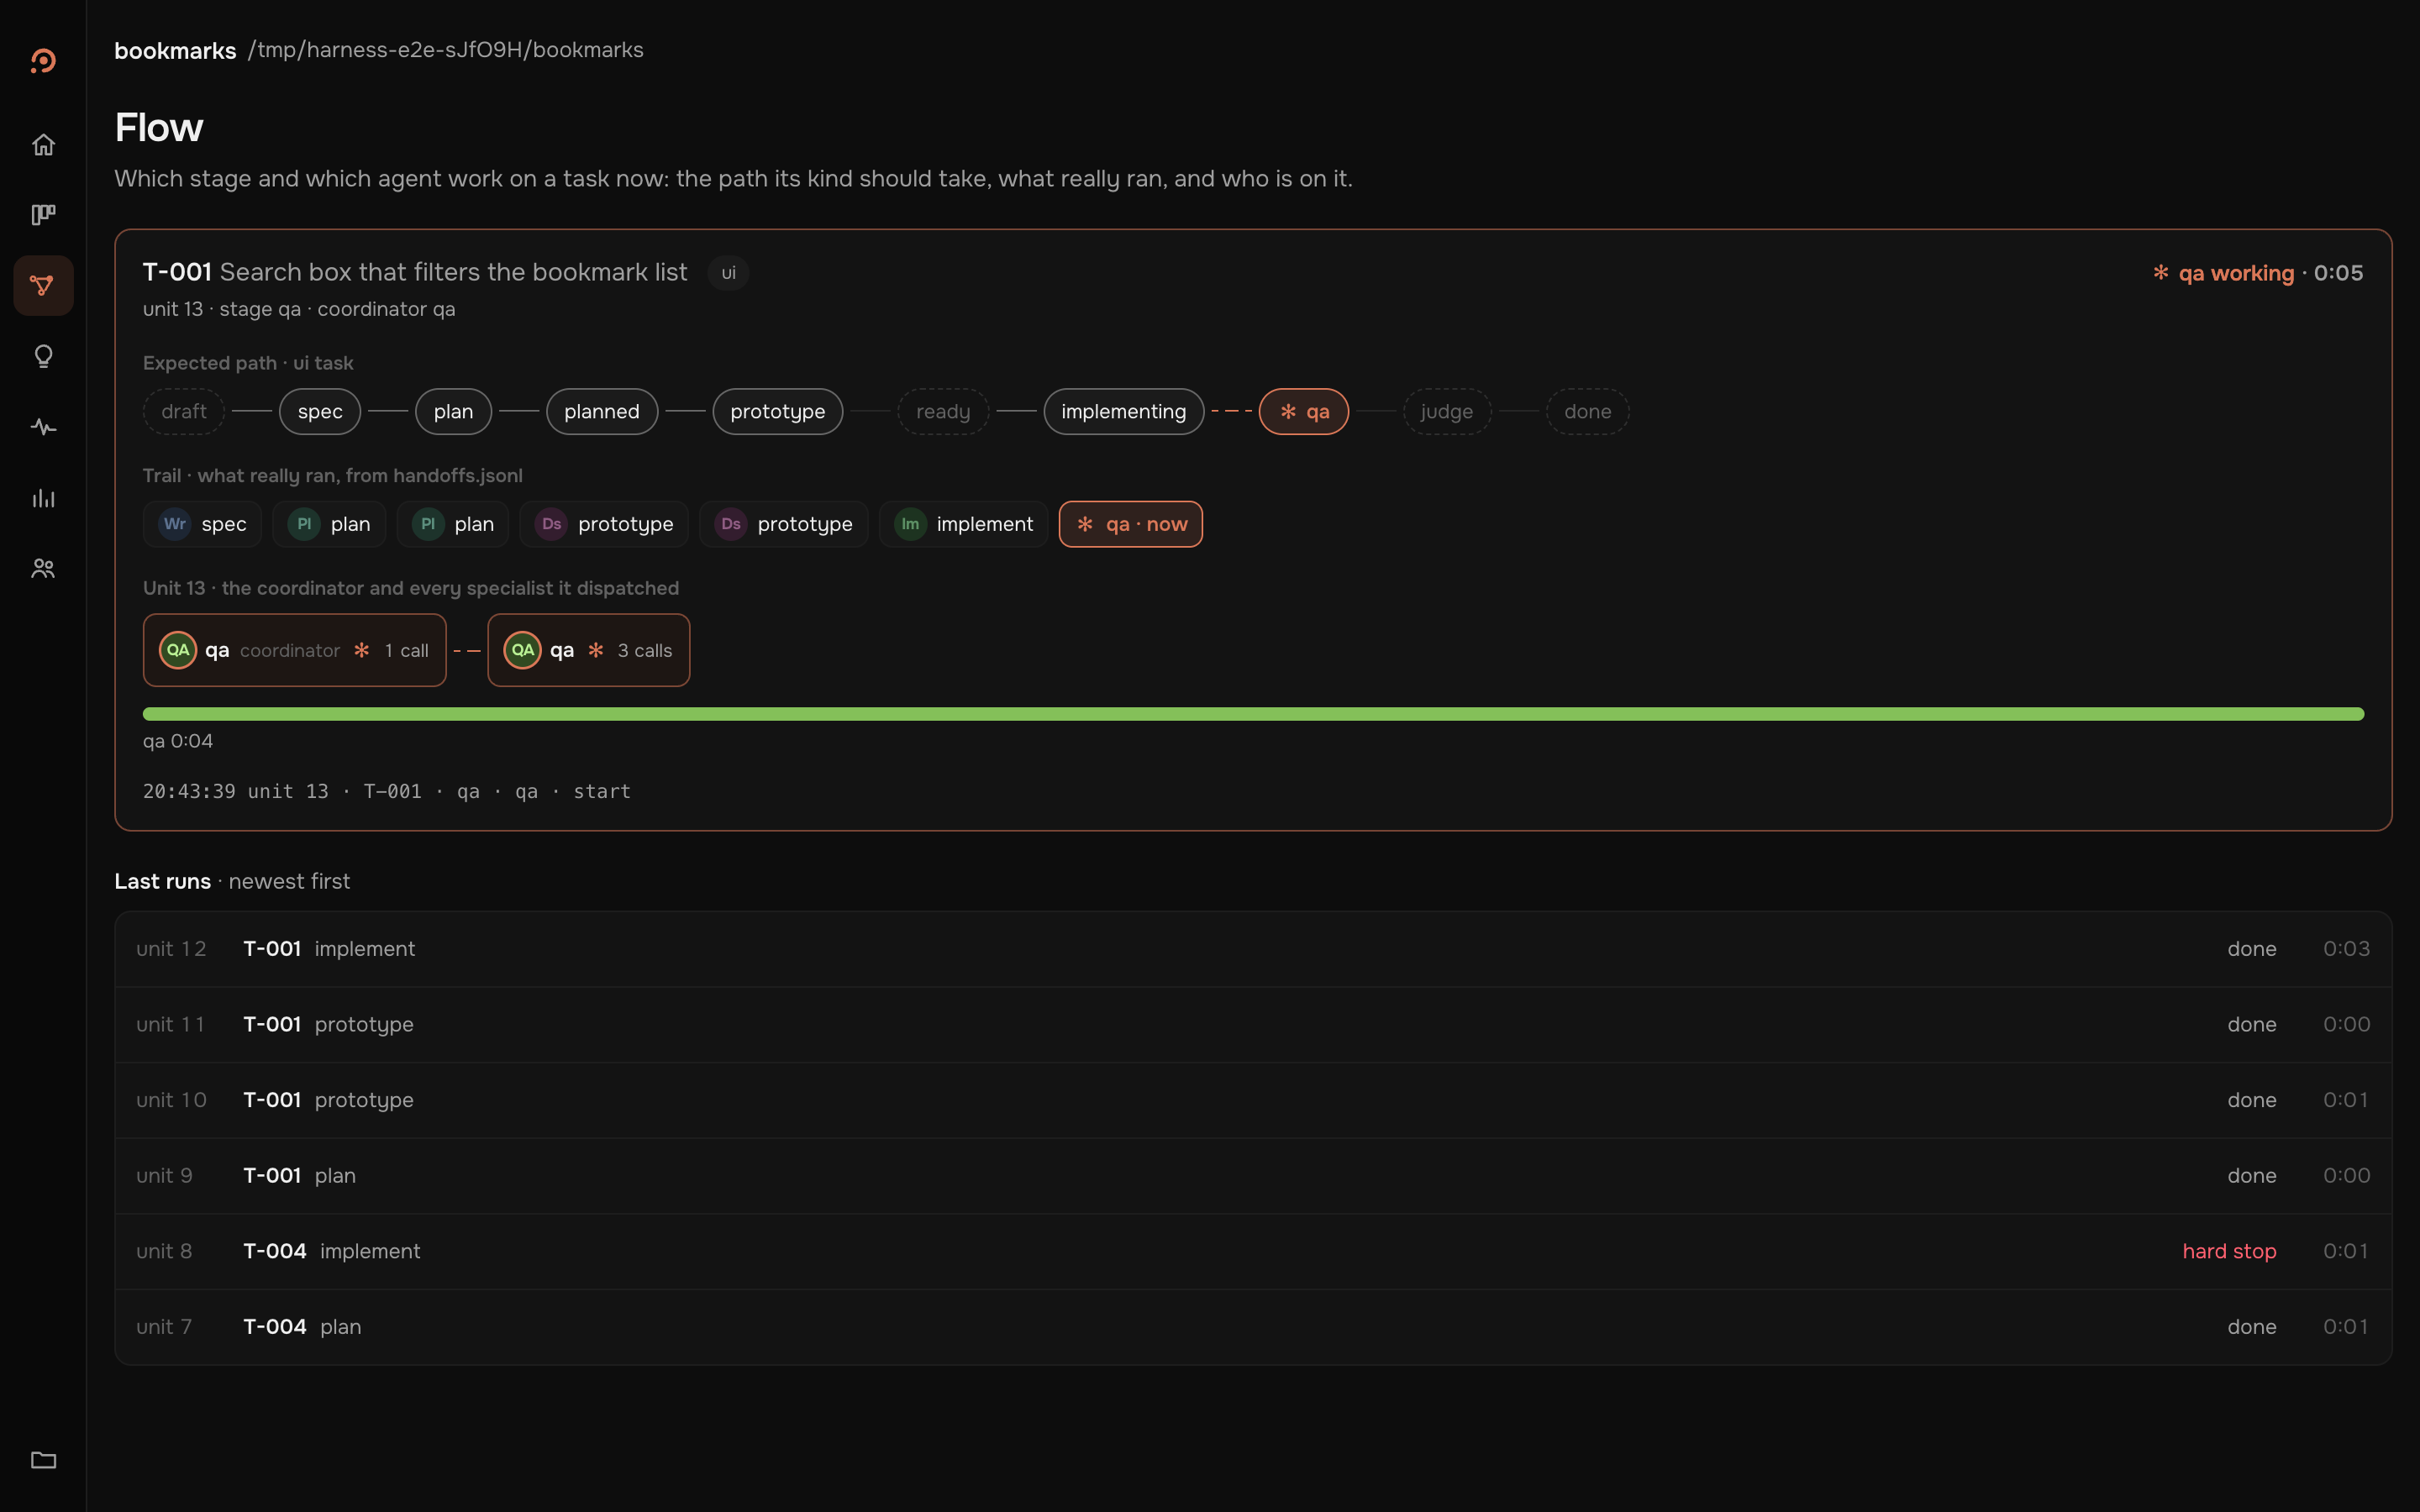 bookmarks /tmp/harness-e2e-sJfO9H/bookmarks
Flow
Which stage and which agent work on a task now: the path its kind should take, what really ran, and who is on it.
T-001 Search box that filters the bookmark list ui
qa working · 0:05
unit 13 · stage qa · coordinator qa
Expected path · ui task
draft spec plan planned prototype ready implementing qa judge done
Trail · what really ran, from handoffs.jsonl
Wr spec Pl plan Pl plan Ds prototype Ds prototype Im implement qa · now
Unit 13 · the coordinator and every specialist it dispatched
QA qa coordinator 1 call QA qa 3 calls
qa 0:04
20:43:39 unit 13 · T-001 · qa · qa · start
Last runs · newest first
unit 12 T-001 implement done 0:03
unit 11 T-001 prototype done 0:00
unit 10 T-001 prototype done 0:01
unit 9 T-001 plan done 0:00
unit 8 T-004 implement hard stop 0:01
unit 7 T-004 plan done 0:01